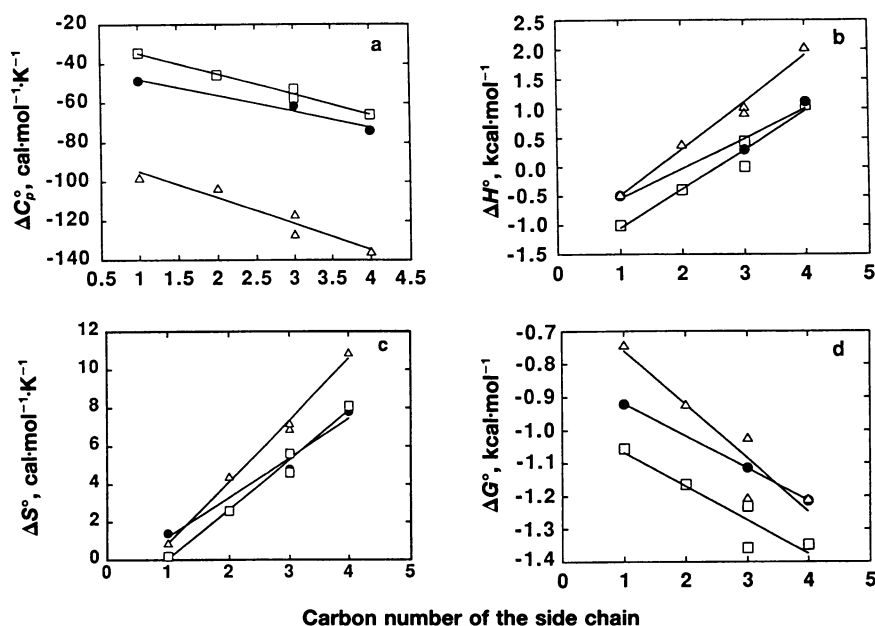 -20
-40
-60
-80
-100
-120
-140
0.5 1 1.5 2 2.5 3 3.5 4 4.5
ΔC°p, cal·mol⁻¹·K⁻¹
a
2.5
2.0
1.5
1.0
0.5
0.0
-0.5
-1.0
-1.5
0 1 2 3 4 5
ΔH°, kcal·mol⁻¹
b
12
10
8
6
4
2
0
0 1 2 3 4 5
ΔS°, cal·mol⁻¹·K⁻¹
c
-0.7
-0.8
-0.9
-1.0
-1.1
-1.2
-1.3
-1.4
0 1 2 3 4 5
ΔG°, kcal·mol⁻¹
d
Carbon number of the side chain